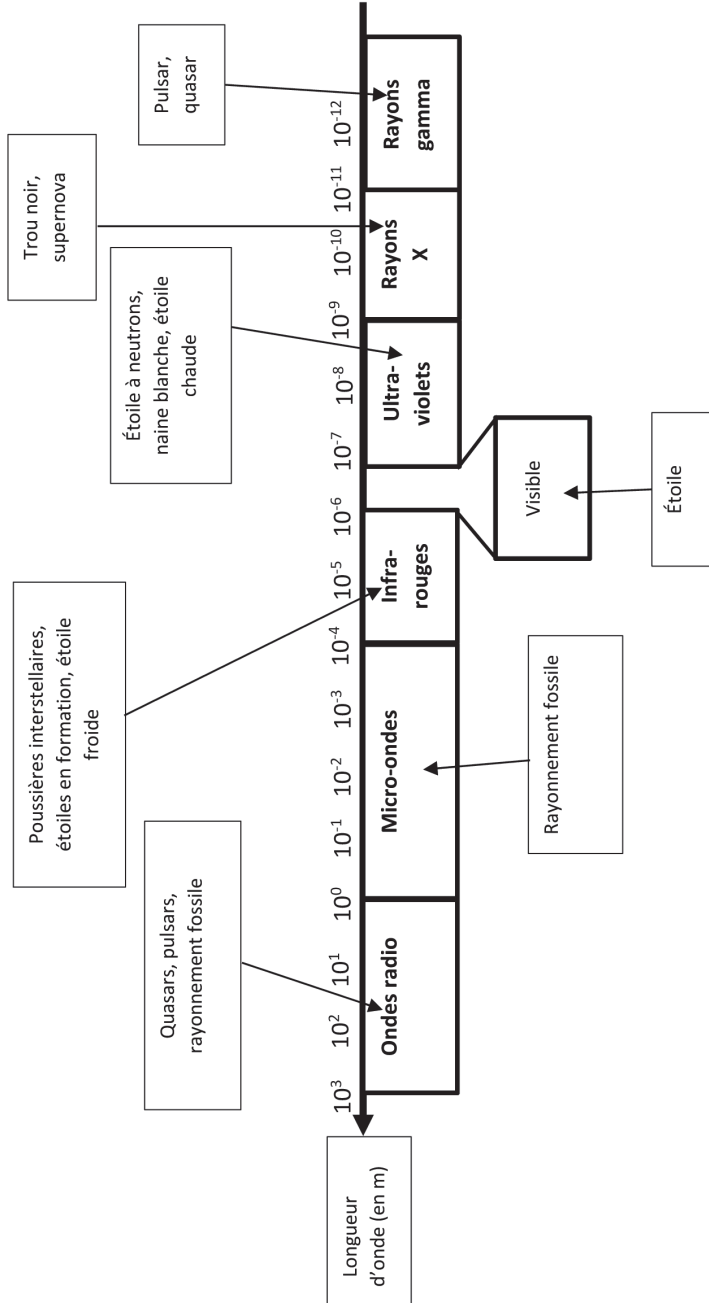 Quasars, pulsars,
rayonnement fossile
Poussières interstellaires,
étoiles en formation, étoile
froide
Étoile à neutrons,
naine blanche, étoile
chaude
Trou noir,
supernova
Pulsar,
quasar
Longueur
d'onde (en m)
10³ 10² 10¹ 10⁰ 10⁻¹ 10⁻² 10⁻³ 10⁻⁴ 10⁻⁵ 10⁻⁶ 10⁻⁷ 10⁻⁸ 10⁻⁹ 10⁻¹⁰ 10⁻¹¹ 10⁻¹²
Ondes radio
Micro-ondes
Infra-
rouges
Ultra-
violets
Rayons
X
Rayons
gamma
Visible
Rayonnement fossile
Étoile